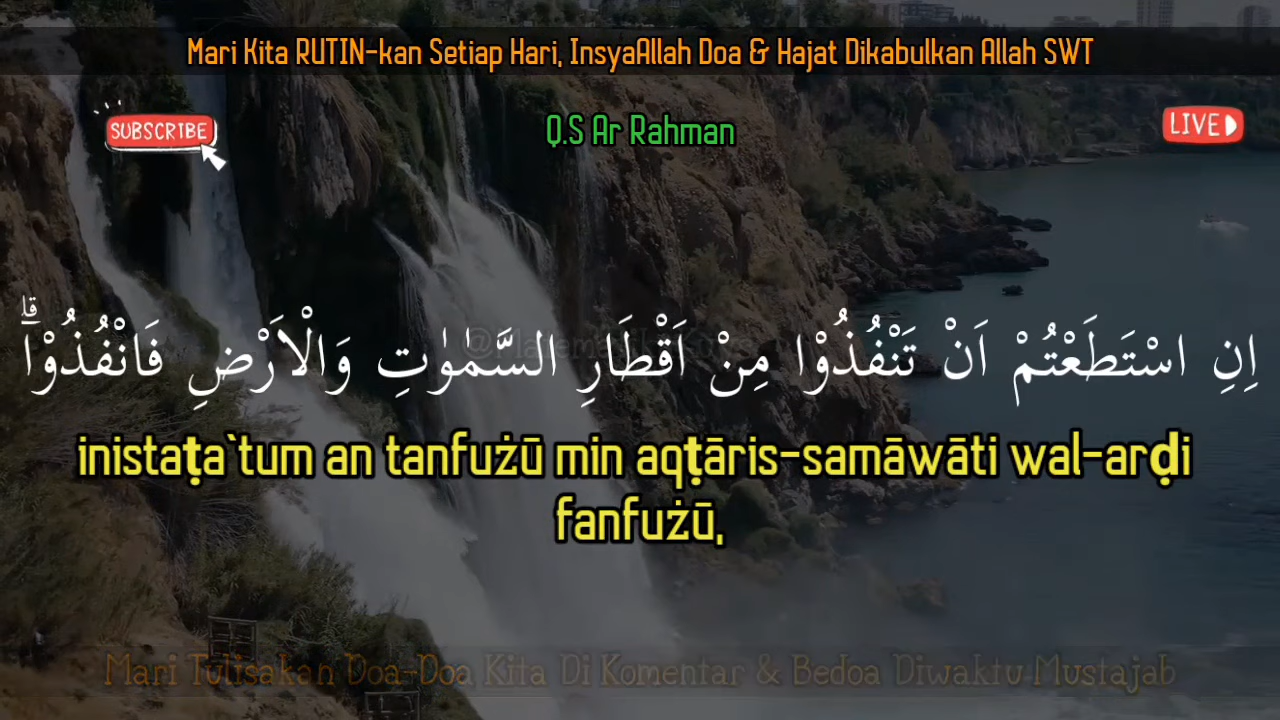 Mari Kita RUTIN-kan Setiap Hari, InsyaAllah Doa & Hajat Dikabulkan Allah SWT
SUBSCRIBE
Q.S Ar Rahman
LIVE
اِنِ اسْتَطَعْتُمْ اَنْ تَنْفُذُوْا مِنْ اَقْطَارِ السَّمٰوٰتِ وَالْاَرْضِ فَانْفُذُوْاۗ
inistaṭa`tum an tanfużū min aqṭāris-samāwāti wal-arḍi
fanfużū,
Mari Tulisakan Doa-Doa Kita Di Komentar & Bedoa Diwaktu Mustajab